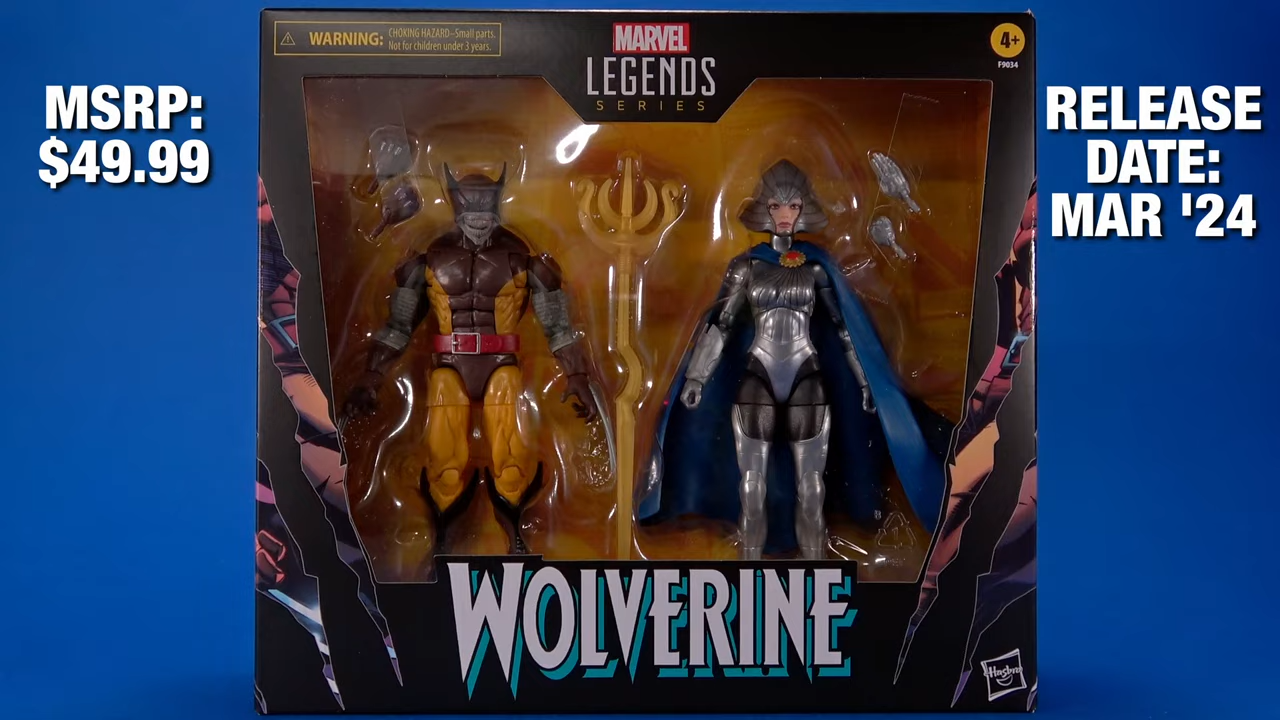 MSRP:
$49.99
WARNING:
CHOKING HAZARD–Small parts.
Not for children under 3 years.
MARVEL
LEGENDS
SERIES
4+
F9034
RELEASE
DATE:
MAR '24
WOLVERINE
Hasbro